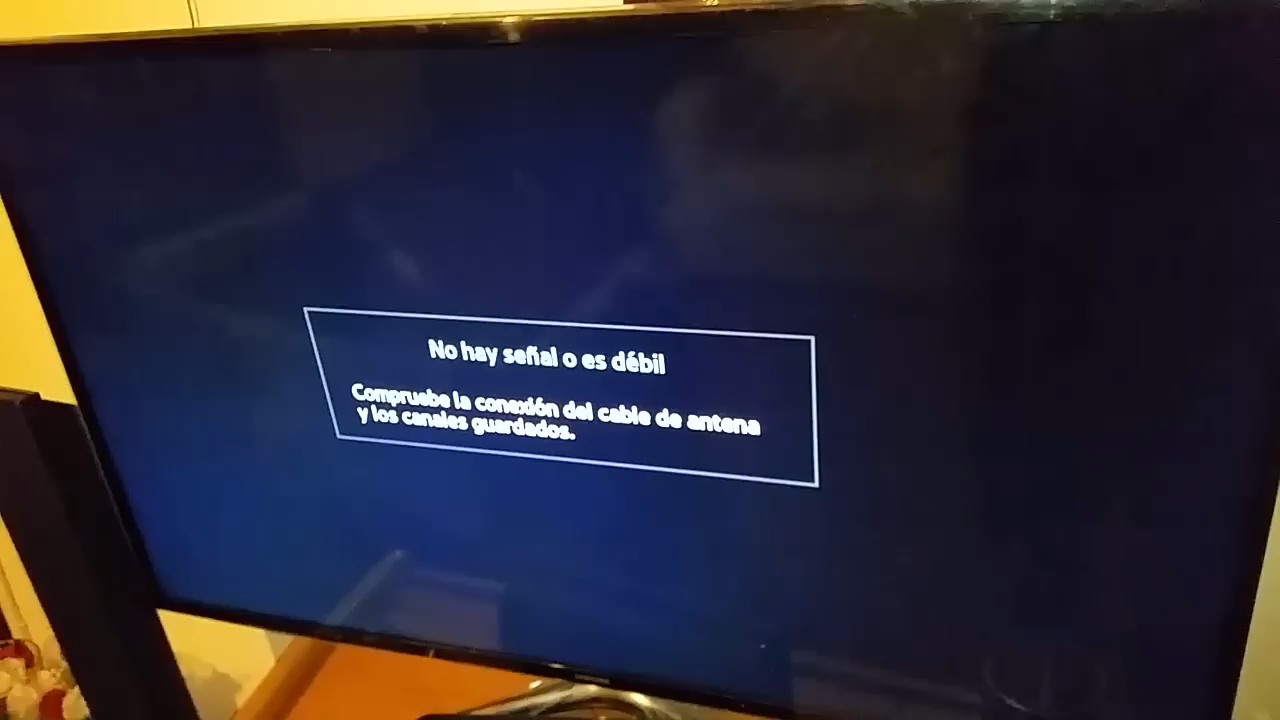 No hay señal o es débil
Compruebe la conexión del cable de antena
y los canales guardados.